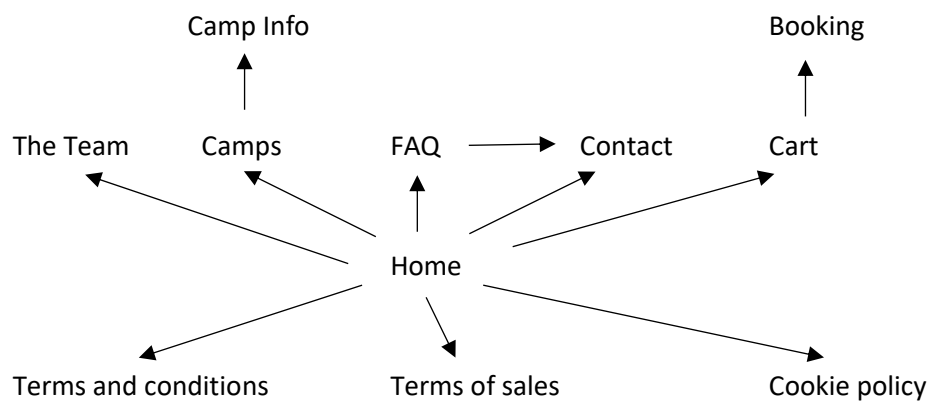 Camp Info Booking
The Team Camps FAQ Contact Cart
Home
Terms and conditions Terms of sales Cookie policy